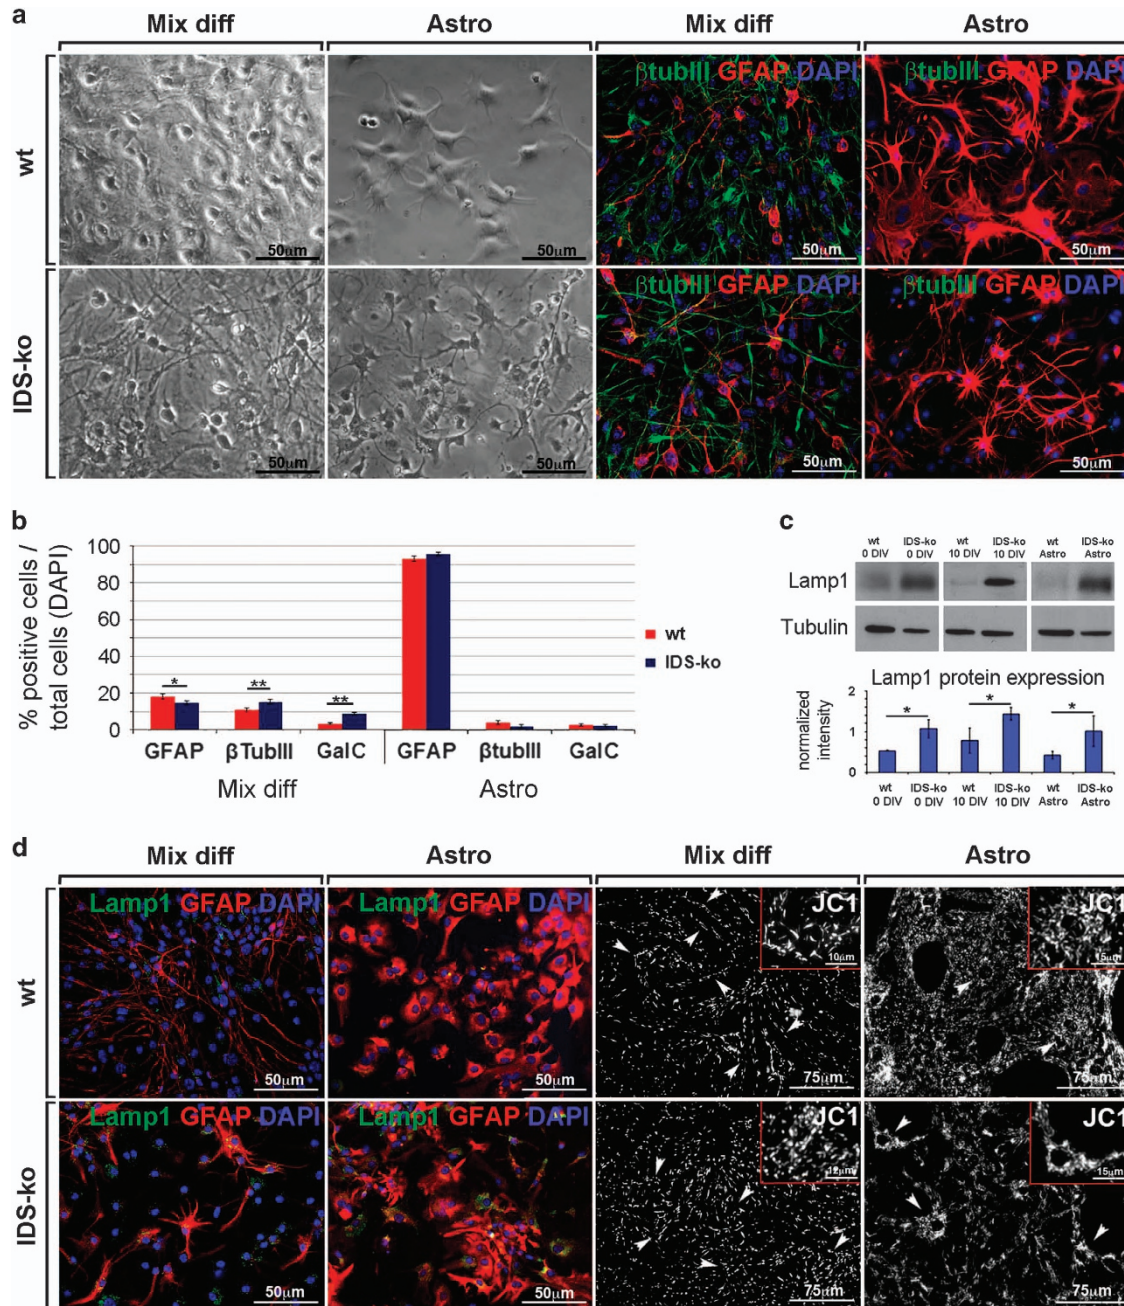 a
Mix diff Astro Mix diff Astro
wt
βtubIII GFAP DAPI βtubIII GFAP DAPI
50μm 50μm 50μm 50μm
IDS-ko
βtubIII GFAP DAPI βtubIII GFAP DAPI
50μm 50μm 50μm 50μm
b
% positive cells /
total cells (DAPI)
100
80
60
40
20
0
* ** **
wt
IDS-ko
GFAP βTubIII GalC GFAP βtubIII GalC
Mix diff Astro
c
wt IDS-ko wt IDS-ko wt IDS-ko
0 DIV 0 DIV 10 DIV 10 DIV Astro Astro
Lamp1
Tubulin
Lamp1 protein expression
normalized
intensity
2
1
0
* * *
wt IDS-ko wt IDS-ko wt IDS-ko
0 DIV 0 DIV 10 DIV 10 DIV Astro Astro
d
Mix diff Astro Mix diff Astro
wt
Lamp1 GFAP DAPI Lamp1 GFAP DAPI JC1 JC1
10μm 15μm
50μm 50μm 75μm 75μm
IDS-ko
Lamp1 GFAP DAPI Lamp1 GFAP DAPI JC1 JC1
12μm 15μm
50μm 50μm 75μm 75μm